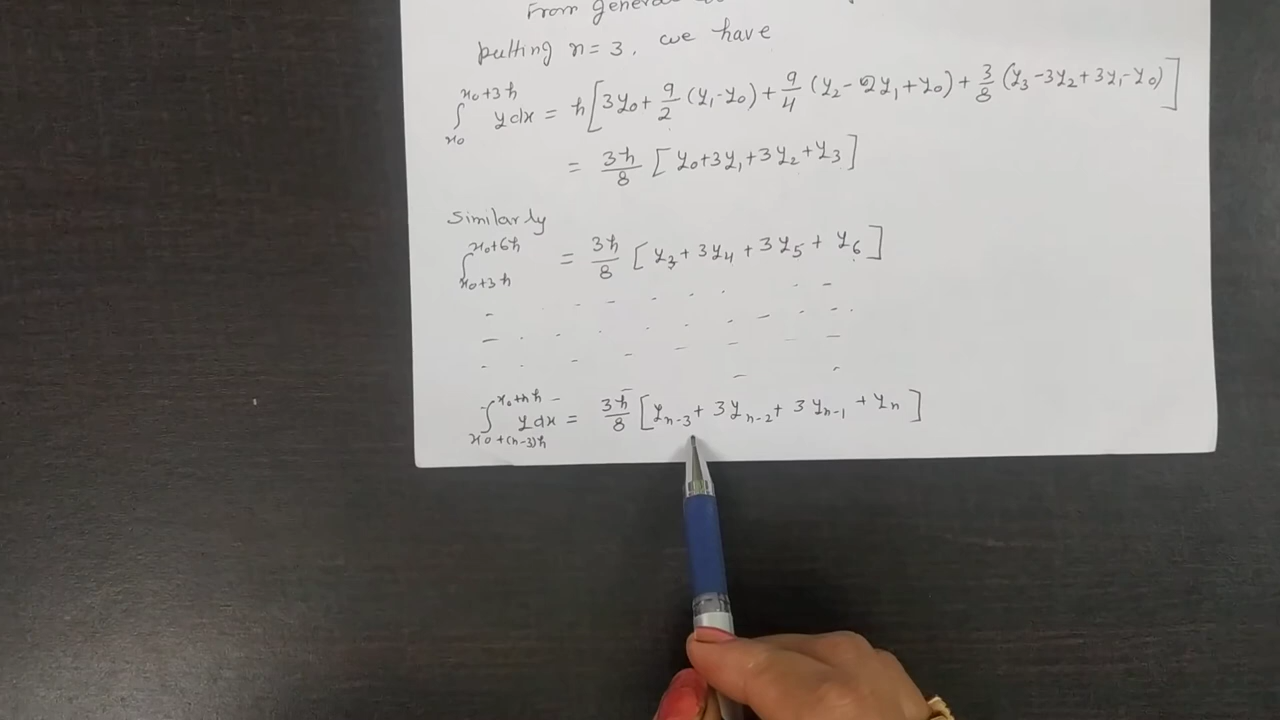 From general
putting n = 3, we have
∫_{x₀}^{x₀+3h} y dx = h[3y₀ + 9/2 (y₁-y₀) + 9/4 (y₂-2y₁+y₀) + 3/8 (y₃-3y₂+3y₁-y₀)]
= 3h/8 [y₀+3y₁+3y₂+y₃]
Similarly
∫_{x₀+3h}^{x₀+6h} = 3h/8 [y₃+3y₄+3y₅+y₆]
∫_{x₀+(n-3)h}^{x₀+nh} y dx = 3h/8 [y_{n-3}+3y_{n-2}+3y_{n-1}+y_n]